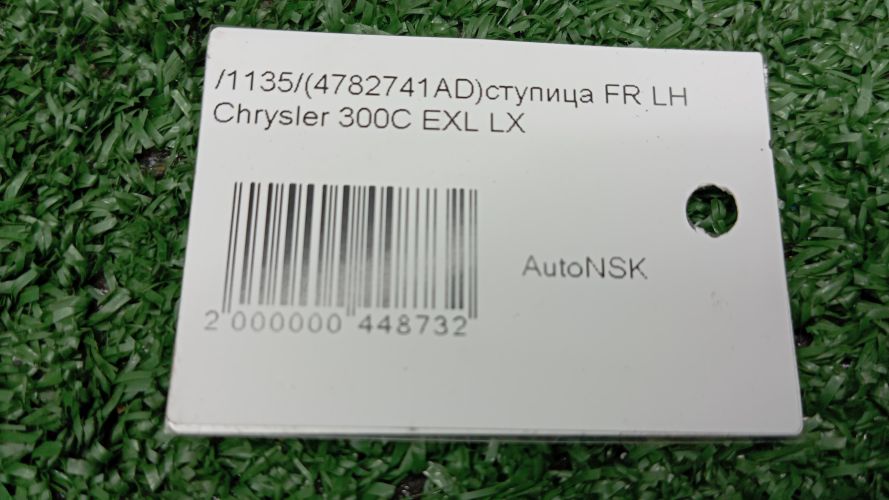 /1135/(4782741AD)ступица FR LH
Chrysler 300C EXL LX
AutoNSK
2 000000 448732